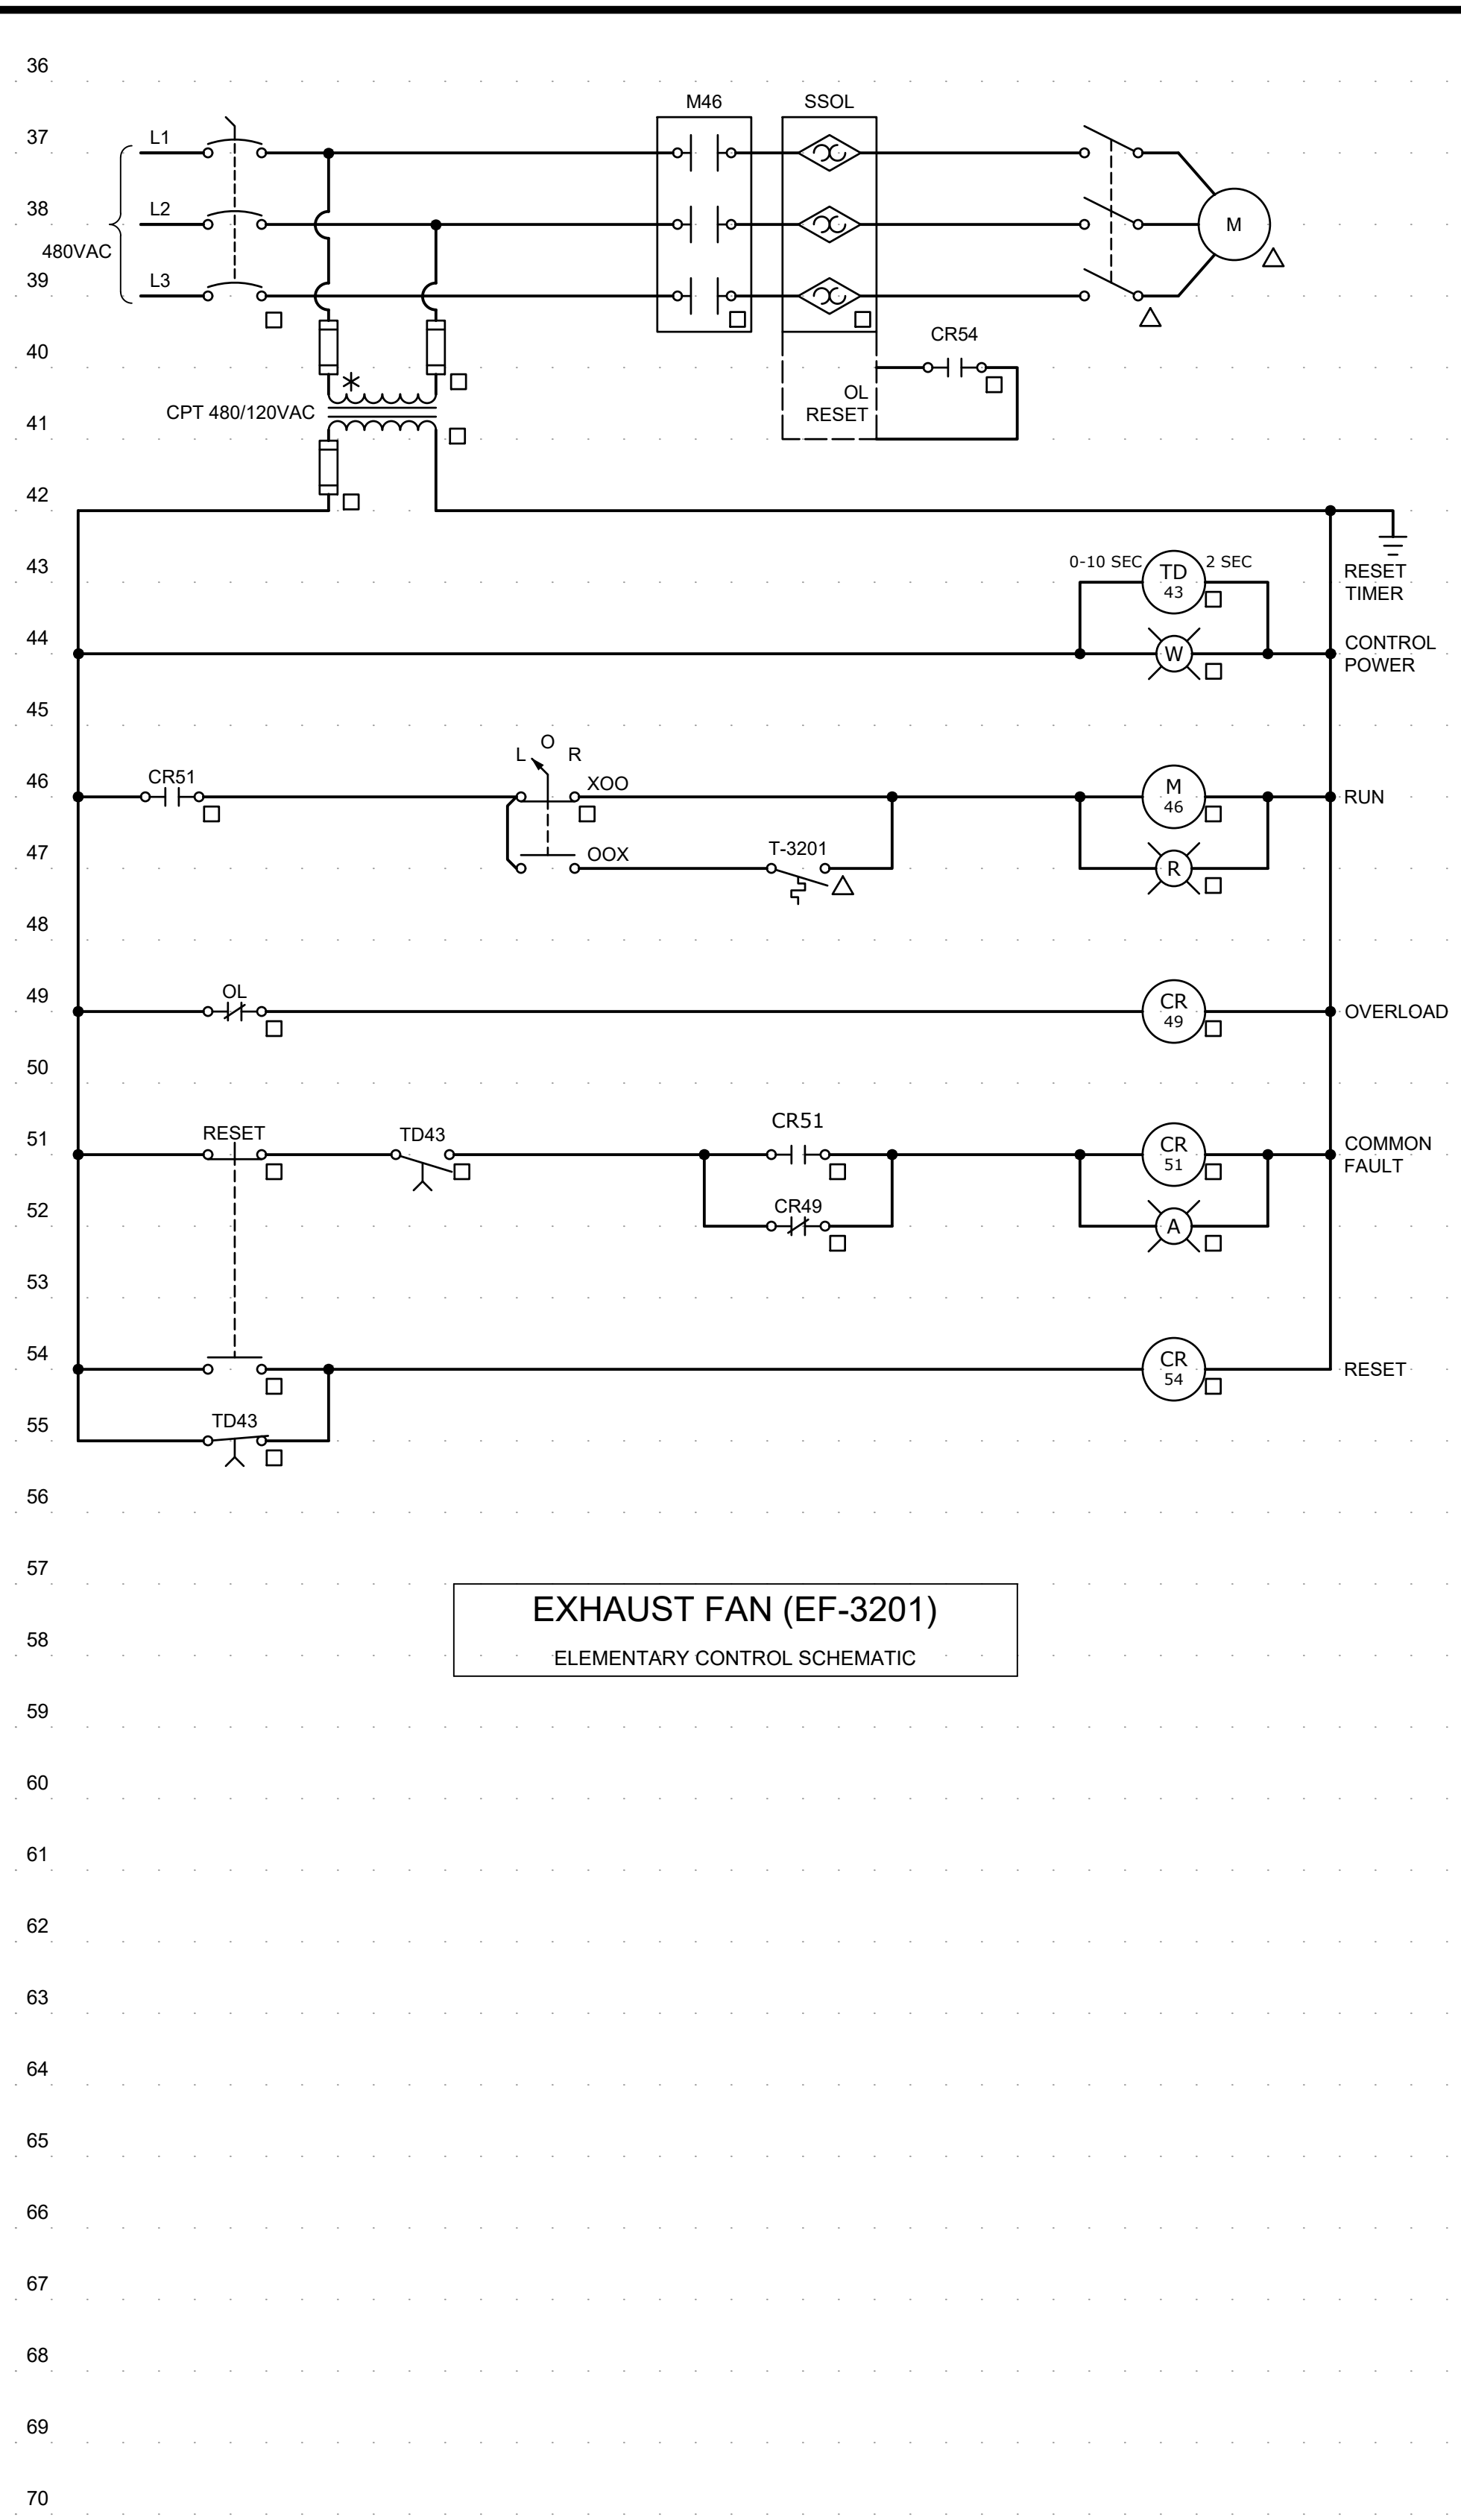 36
M46 SSOL
37 L1
38 L2 M
480VAC
39 L3
CR54
40
OL
CPT 480/120VAC RESET
41
42
0-10 SEC TD 2 SEC
43 43 RESET
TIMER
44 W CONTROL
POWER
45
L O R
46 CR51 XOO M RUN
46
47 OOX T-3201 R
48
49 OL CR OVERLOAD
49
50
CR51
51 RESET TD43 CR COMMON
51 FAULT
52 CR49 A
53
54 CR RESET
54
55 TD43
56
57
EXHAUST FAN (EF-3201)
58
ELEMENTARY CONTROL SCHEMATIC
59
60
61
62
63
64
65
66
67
68
69
70